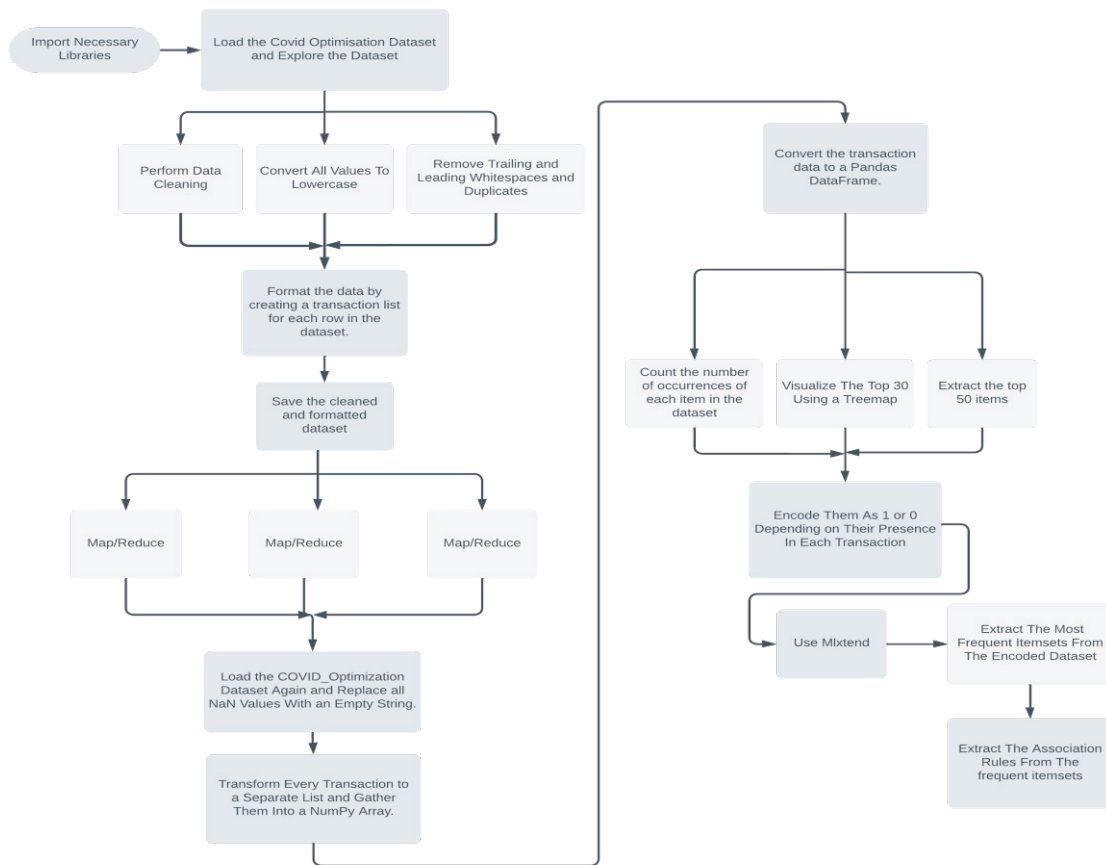 Import Necessary
Libraries
Load the Covid Optimisation Dataset
and Explore the Dataset
Perform Data
Cleaning
Convert All Values To
Lowercase
Remove Trailing and
Leading Whitespaces and
Duplicates
Format the data by
creating a transaction list
for each row in the
dataset.
Save the cleaned
and formatted
dataset
Map/Reduce
Map/Reduce
Map/Reduce
Load the COVID_Optimization
Dataset Again and Replace all
NaN Values With an Empty String.
Transform Every Transaction to
a Separate List and Gather
Them Into a NumPy Array.
Convert the transaction
data to a Pandas
DataFrame.
Count the number
of occurrences of
each item in the
dataset
Visualize The Top 30
Using a Treemap
Extract the top
50 items
Encode Them As 1 or 0
Depending on Their Presence
In Each Transaction
Use Mlxtend
Extract The Most
Frequent Itemsets From
The Encoded Dataset
Extract The Association
Rules From The
frequent itemsets